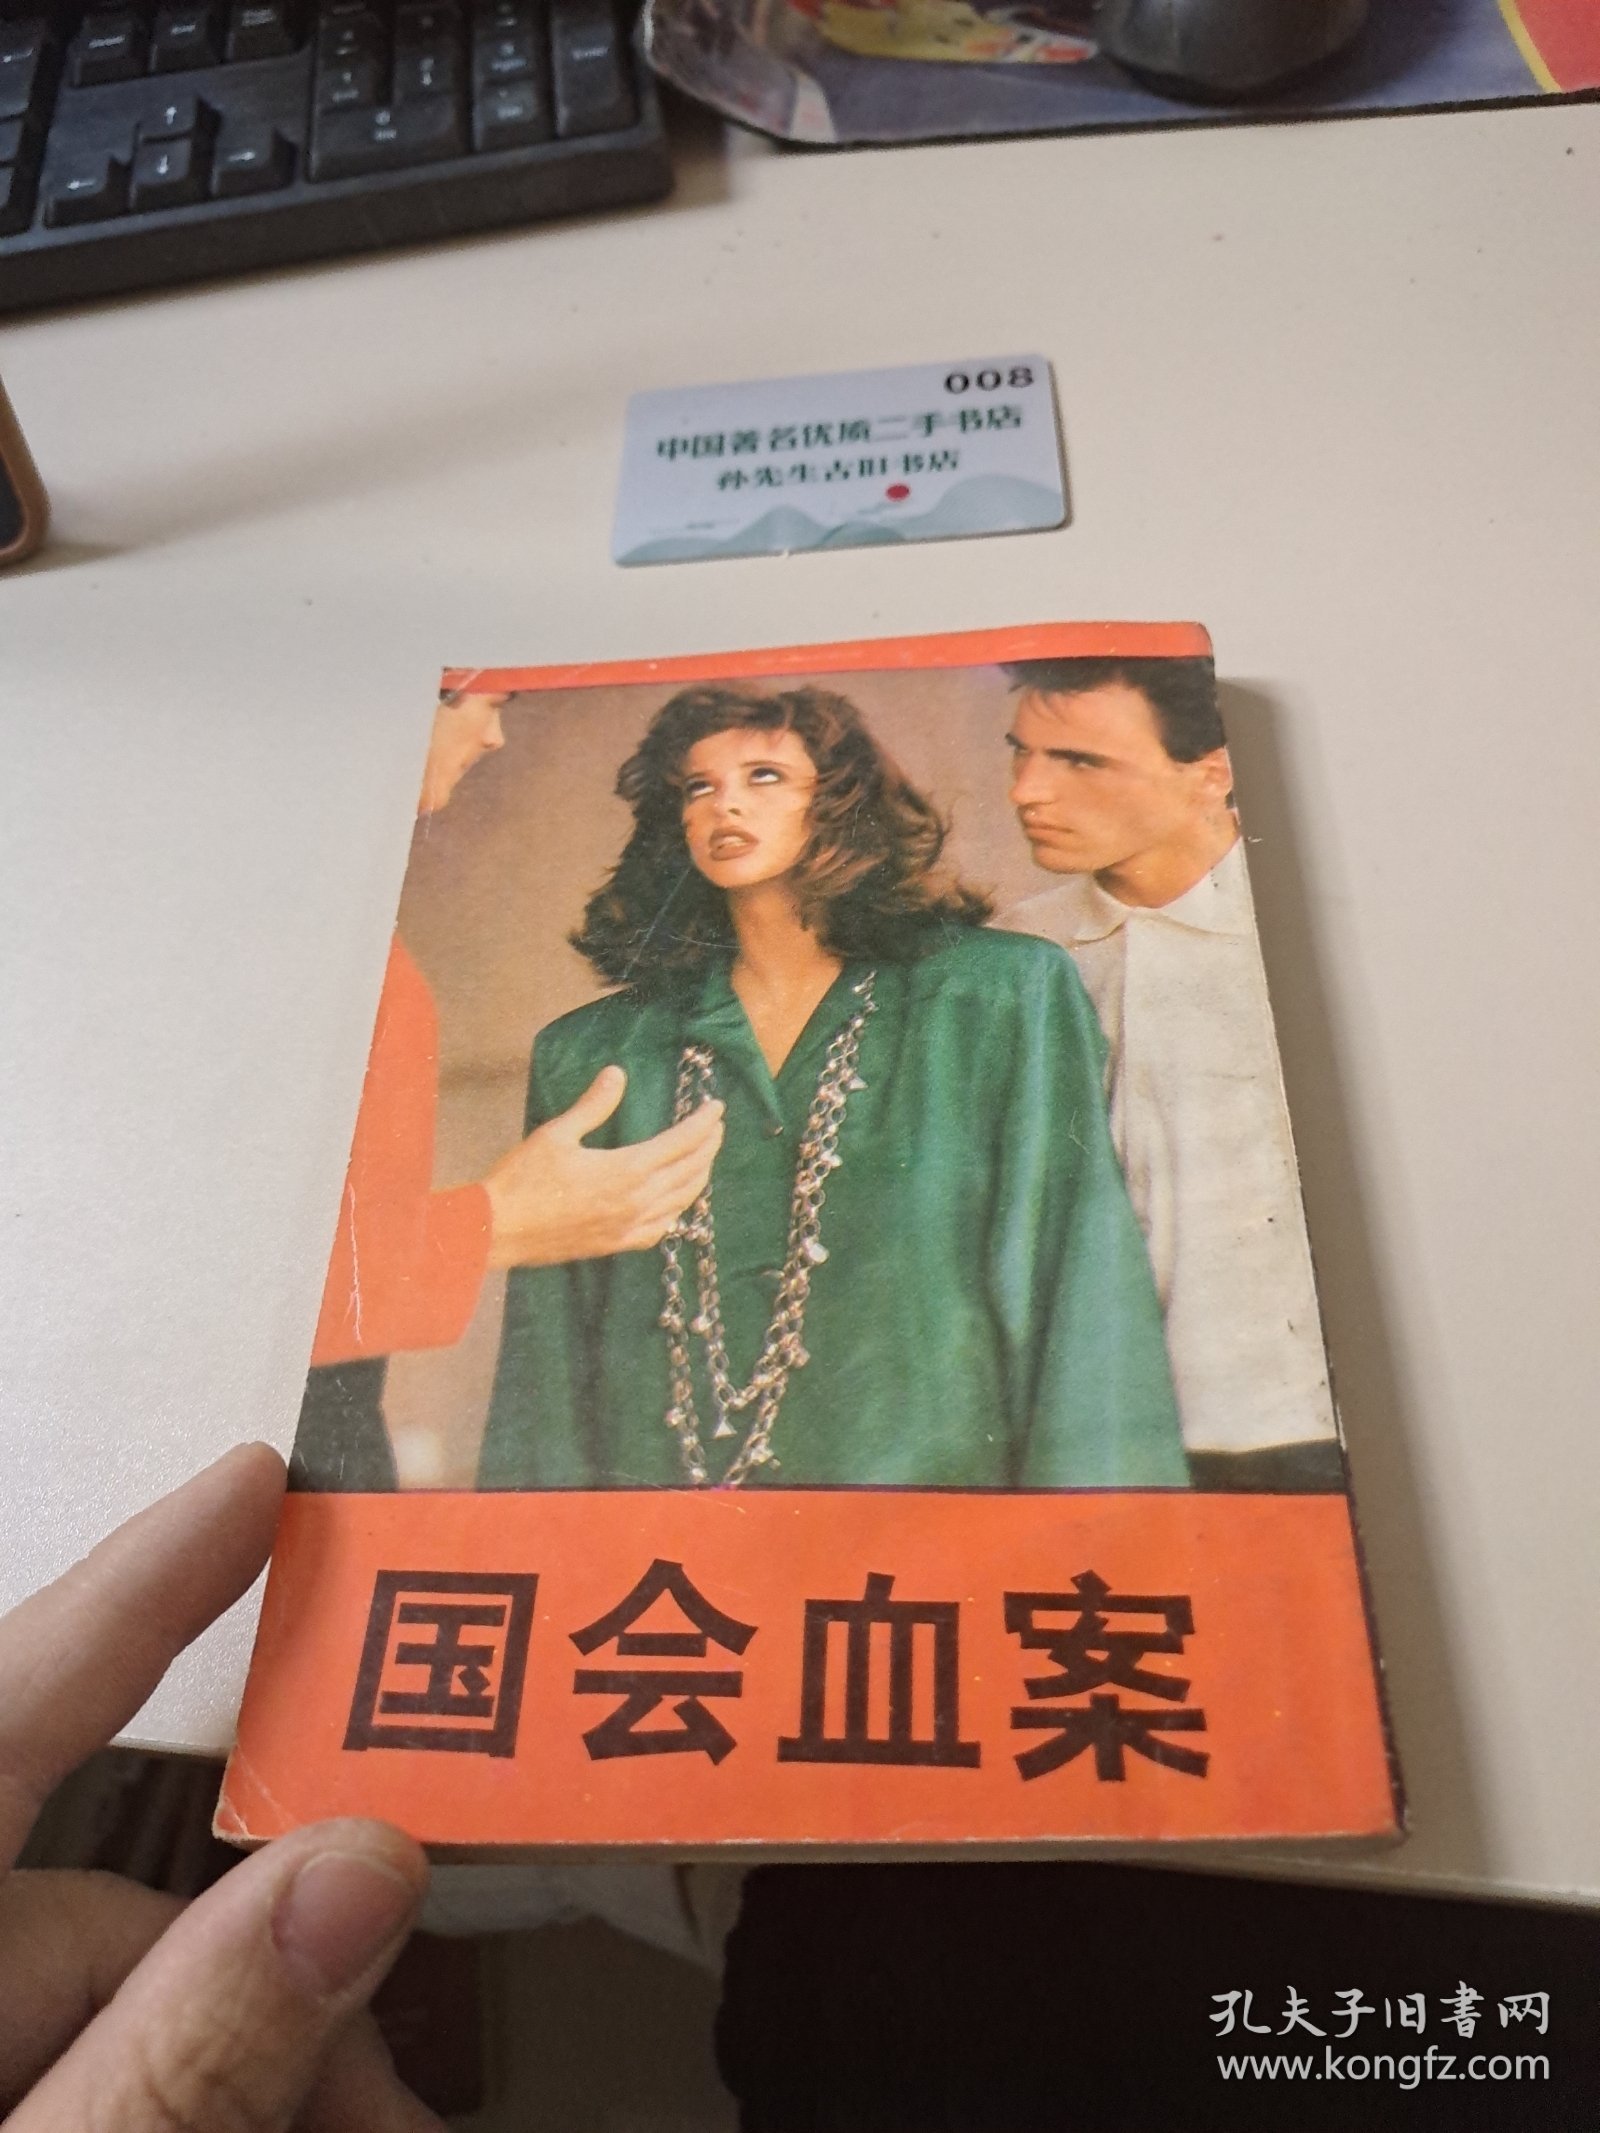 008
中国著名优质二手书店
孙先生古旧书店
国会血案
孔夫子旧書网
www.kongfz.com